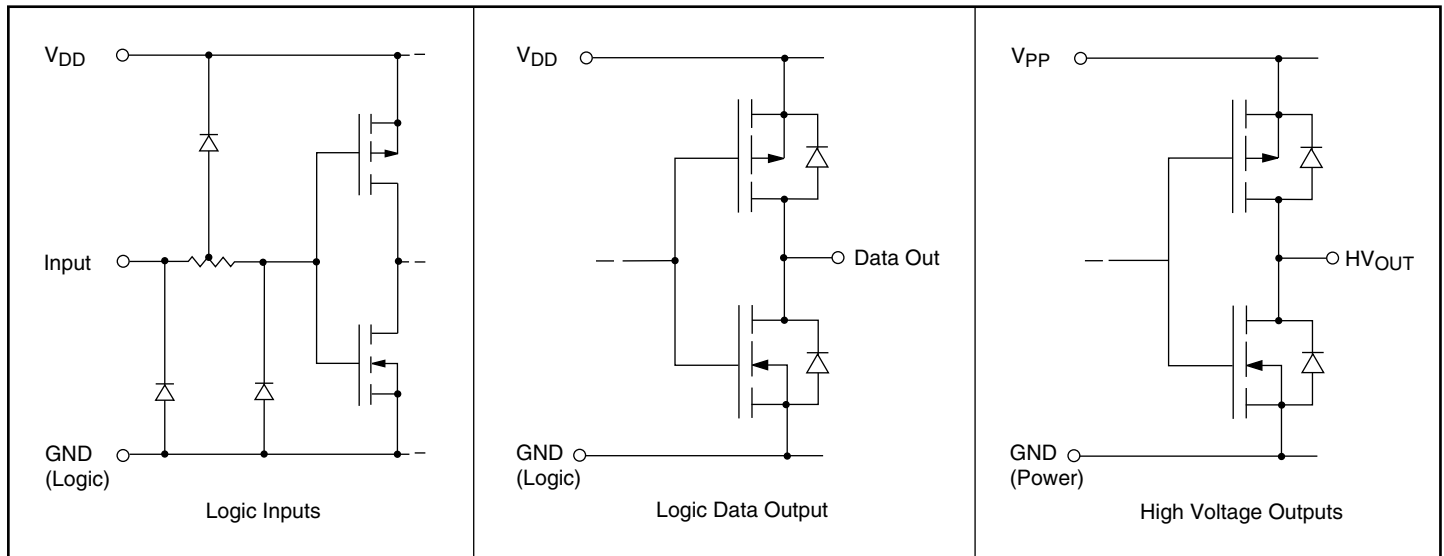 VDD
Input
GND
(Logic)
Logic Inputs
VDD
Data Out
GND
(Logic)
Logic Data Output
VPP
HVOUT
GND
(Power)
High Voltage Outputs